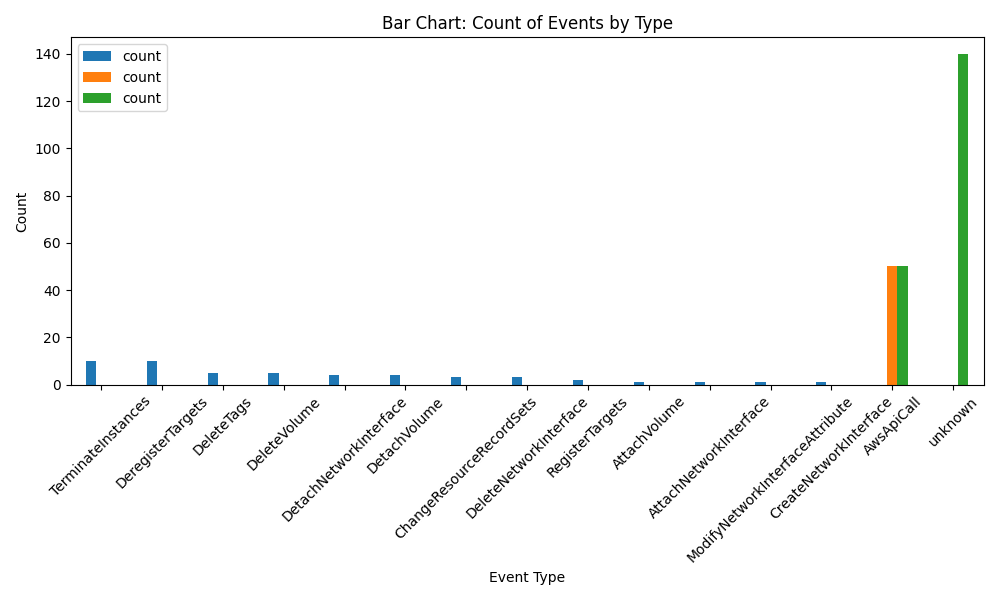 Bar Chart: Count of Events by Type
count
count
count
Count
140
120
100
80
60
40
20
0
TerminateInstances
DeregisterTargets
DeleteTags
DeleteVolume
DetachNetworkInterface
DetachVolume
ChangeResourceRecordSets
DeleteNetworkInterface
RegisterTargets
AttachVolume
AttachNetworkInterface
ModifyNetworkInterfaceAttribute
CreateNetworkInterface
AwsApiCall
unknown
Event Type